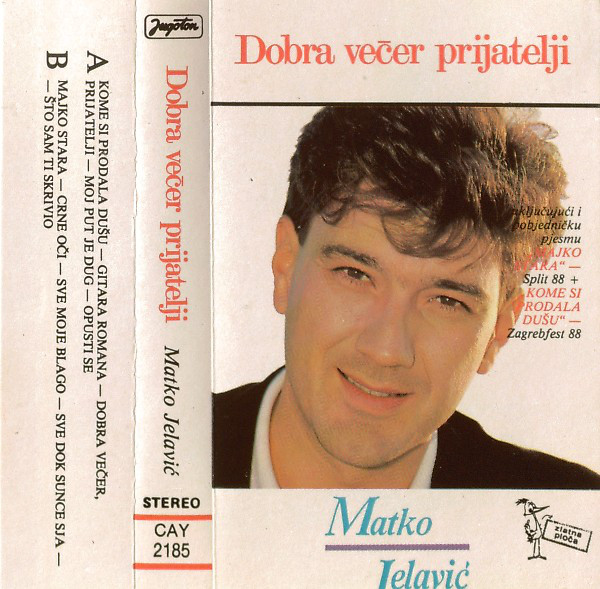 A
KOME SI PRODALA DUŠU — GITARA ROMANA — DOBRA VEČER,
PRIJATELJI — MOJ PUT JE DUG — OPUSTI SE
B
MAJKO STARA — CRNE OČI — SVE MOJE BLAGO — SVE DOK SUNCE SJA —
— ŠTO SAM TI SKRIVIO
Jugoton
Dobra večer prijatelji
Matko Jelavić
STEREO
CAY
2185
Dobra večer prijatelji
uključujući i
pobjedničku
pjesmu
„MAJKO
STARA“ —
Split 88 +
„KOME SI
PRODALA
DUŠU“ —
Zagrebfest 88
Matko
Jelavić
zlatna
ploča